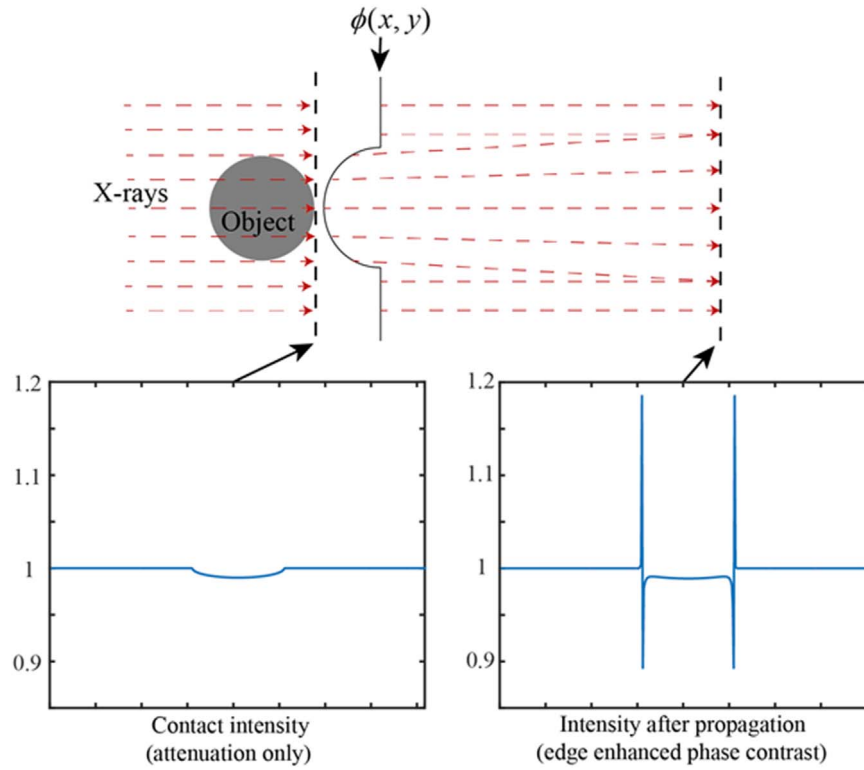 ϕ(x, y)
X-rays
Object
1.2
1.1
1
0.9
Contact intensity
(attenuation only)
1.2
1.1
1
0.9
Intensity after propagation
(edge enhanced phase contrast)